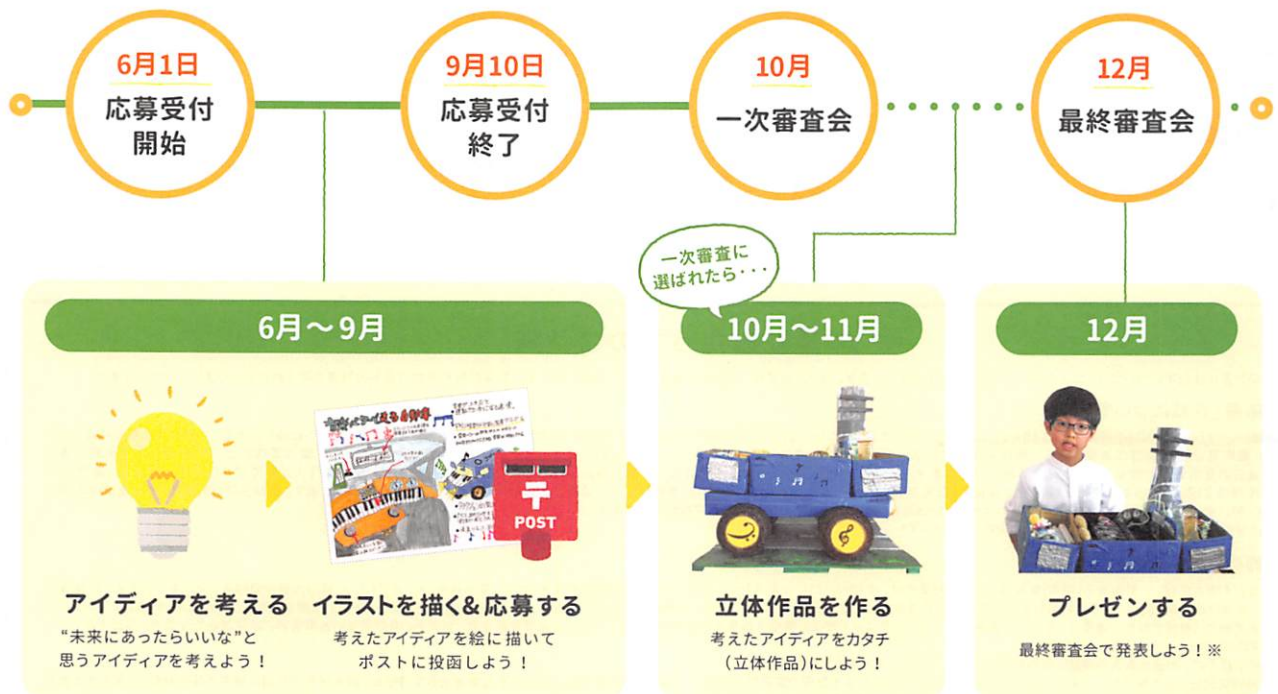 6月1日
応募受付
開始
9月10日
応募受付
終了
10月
一次審査会
12月
最終審査会
一次審査に
選ばれたら・・・
6月～9月
10月～11月
12月
POST
アイディアを考える
イラストを描く&応募する
立体作品を作る
プレゼンする
“未来にあったらいいな”と
思うアイディアを考えよう！
考えたアイディアを絵に描いて
ポストに投函しよう！
考えたアイディアをカタチ
（立体作品）にしよう！
最終審査会で発表しよう！※